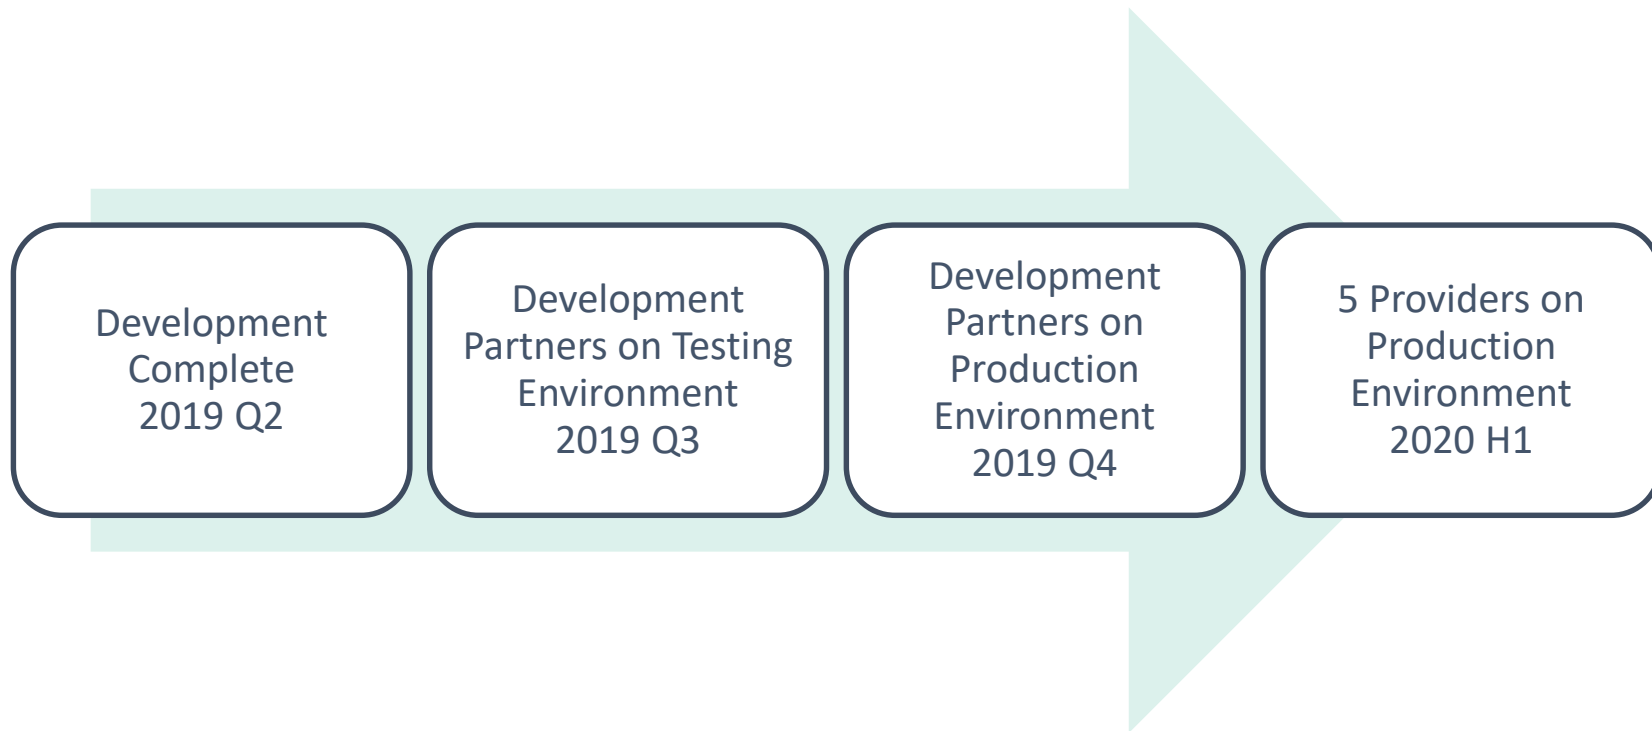 Development
Complete
2019 Q2
Development
Partners on Testing
Environment
2019 Q3
Development
Partners on
Production
Environment
2019 Q4
5 Providers on
Production
Environment
2020 H1